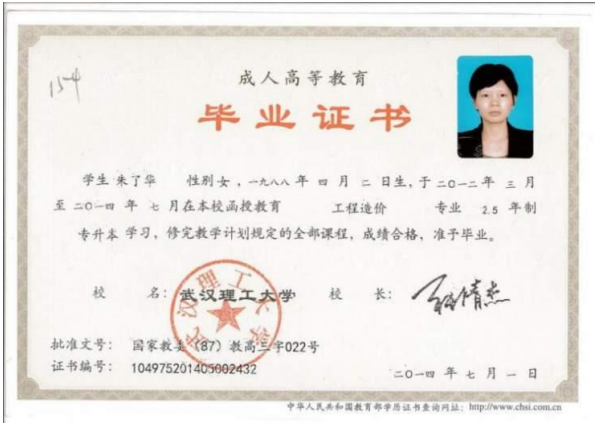 154
成人高等教育
毕业证书
学生 朱了华 性别 女 ，一九八八 年 四 月 二 日生，于 二〇一二 年 三 月
至 二〇一四 年 七 月在本校函授教育 工程造价 专业 2.5 年制
专升本 学习，修完教学计划规定的全部课程，成绩合格，准予毕业。
校 名：武汉理工大学 校 长：
武汉理工大学
批准文号： 国家教委（87）教高三字022号
证书编号： 104975201405002432
二〇一四 年 七 月 一 日
中华人民共和国教育部学历证书查询网址：http://www.chsi.com.cn